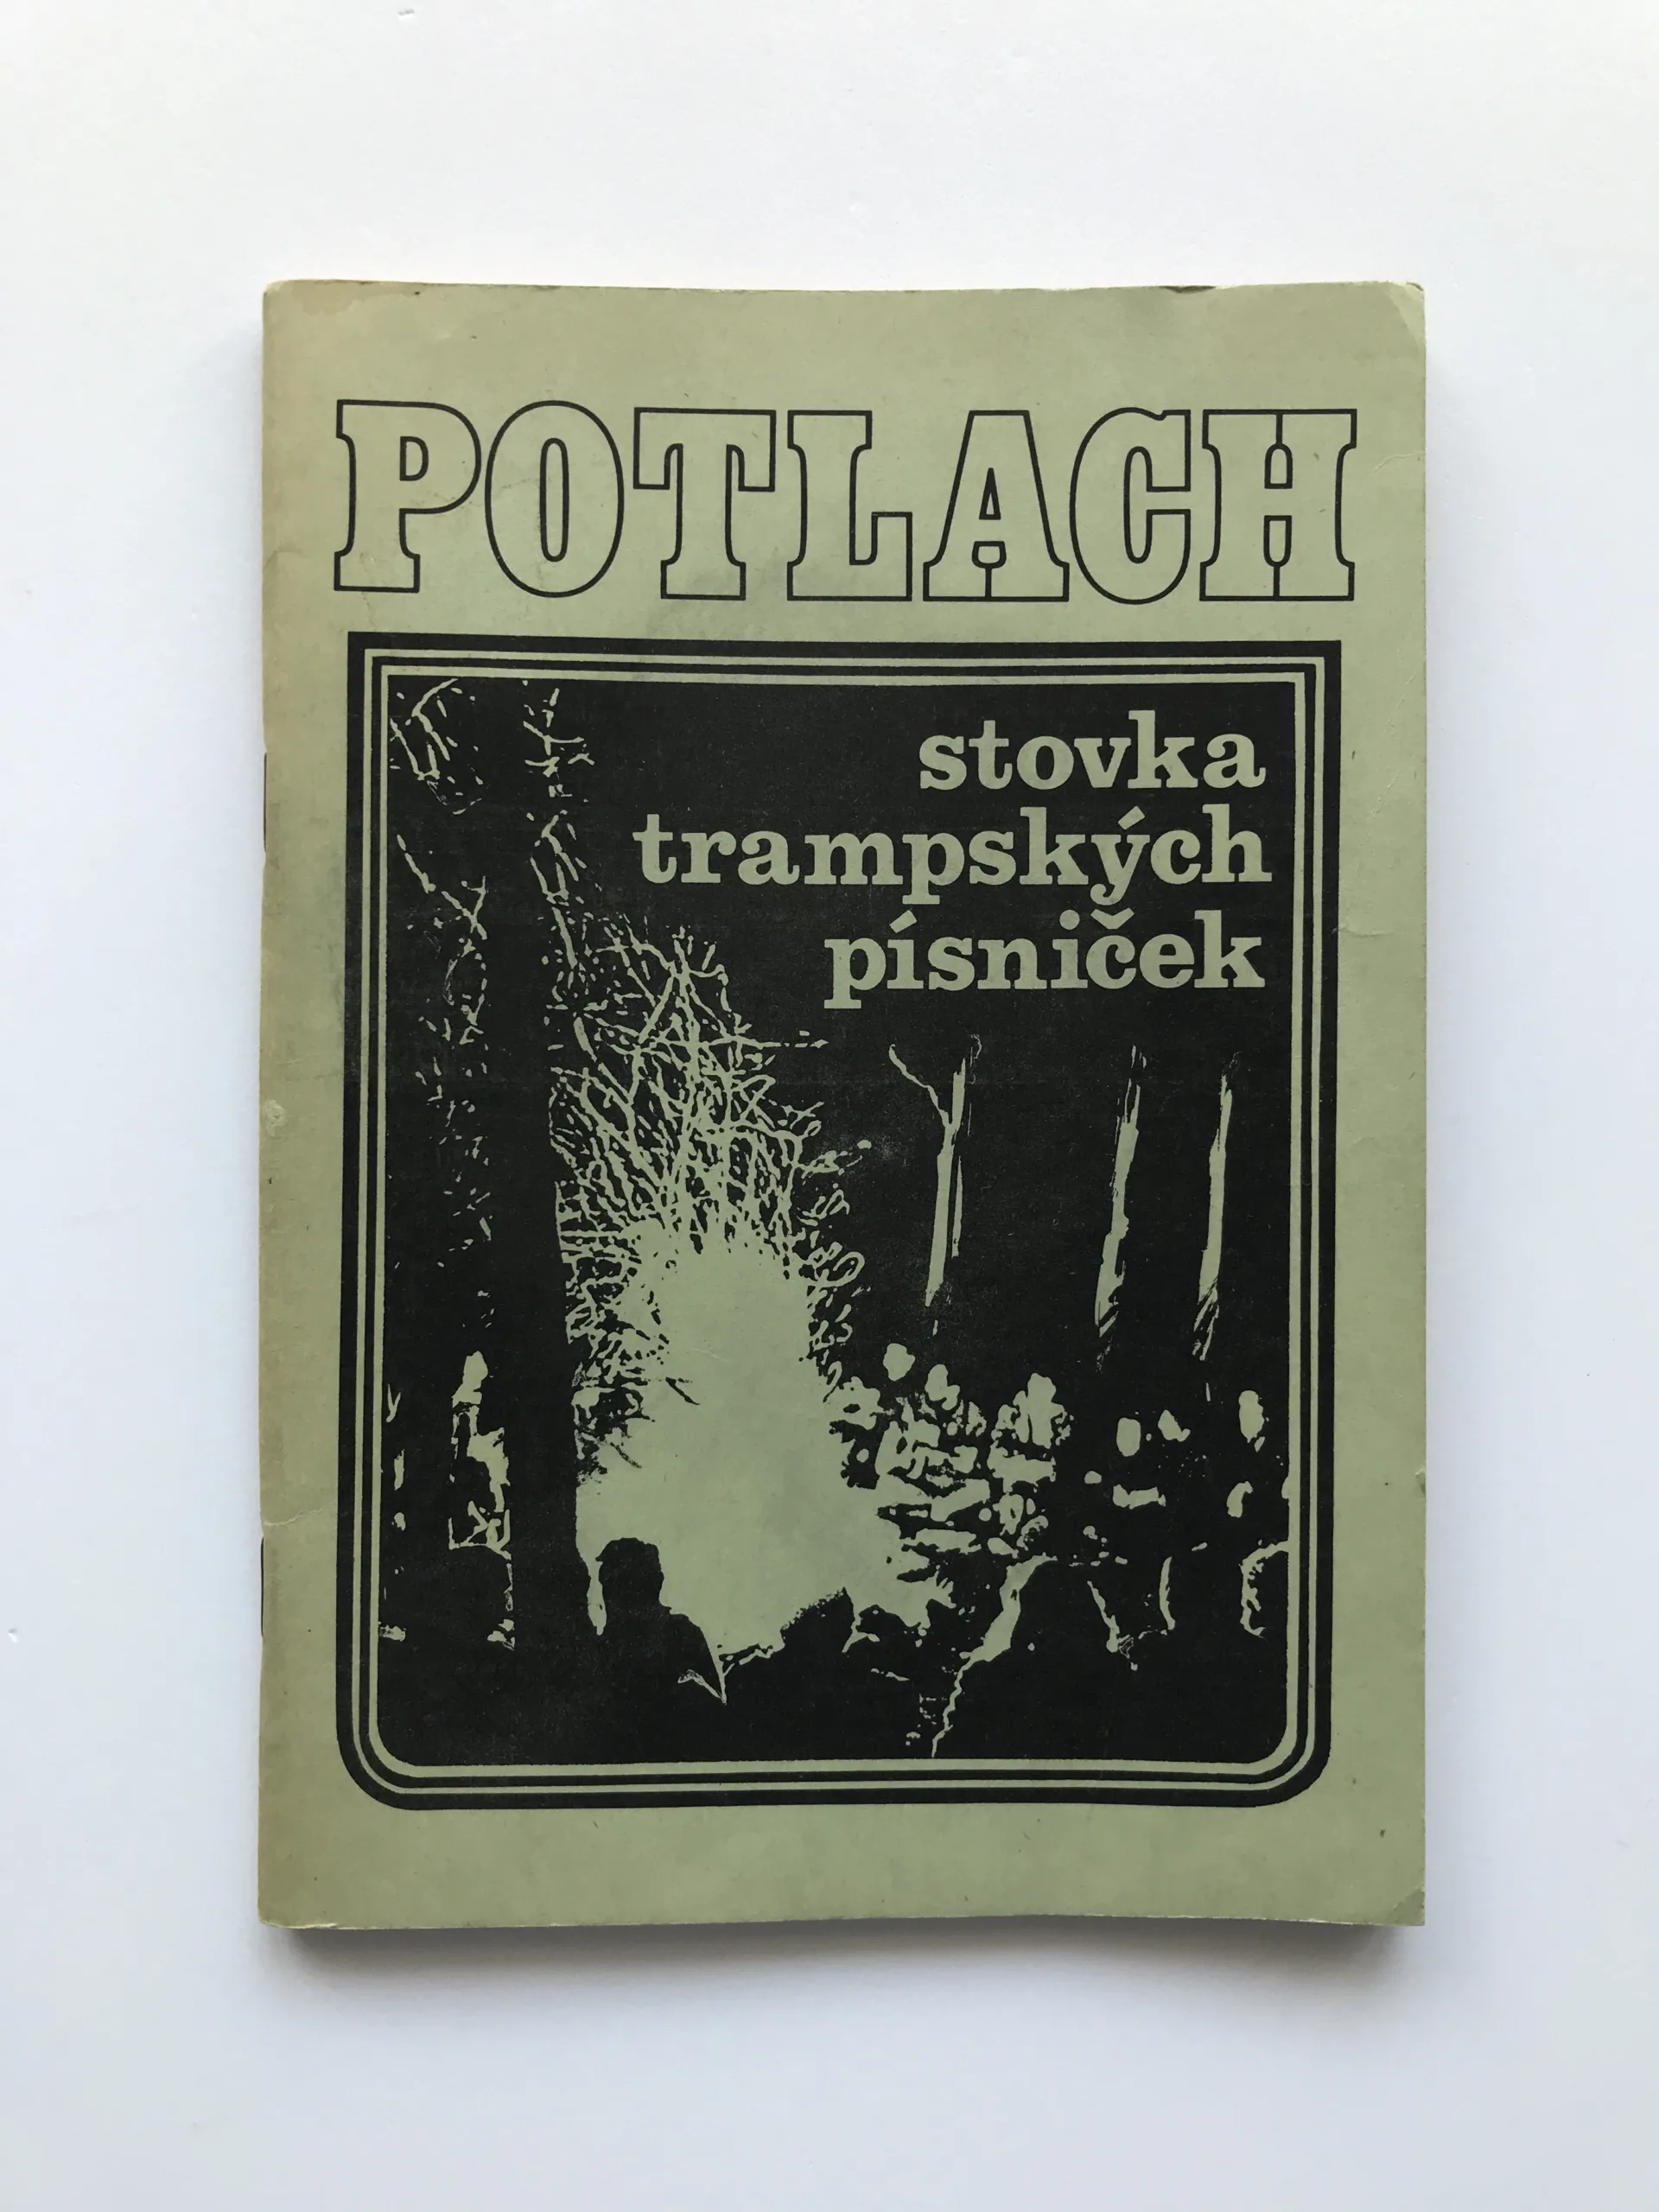 POTLACH
stovka
trampských
písniček